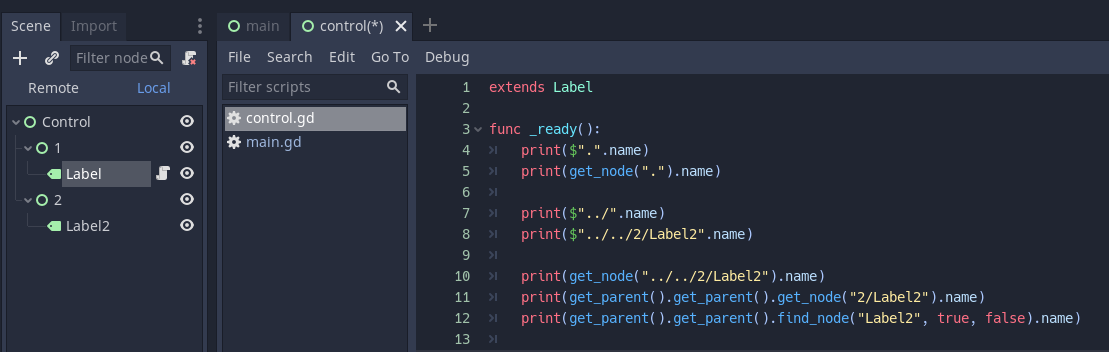 Scene Import
Filter node
Remote Local
Control
1
Label
2
Label2
main control(*)
File Search Edit Go To Debug
Filter scripts
control.gd
main.gd
1 extends Label
2
3 func _ready():
4 print($".".name)
5 print(get_node(".").name)
6
7 print($"../".name)
8 print($"../../2/Label2".name)
9
10 print(get_node("../../2/Label2").name)
11 print(get_parent().get_parent().get_node("2/Label2").name)
12 print(get_parent().get_parent().find_node("Label2", true, false).name)
13